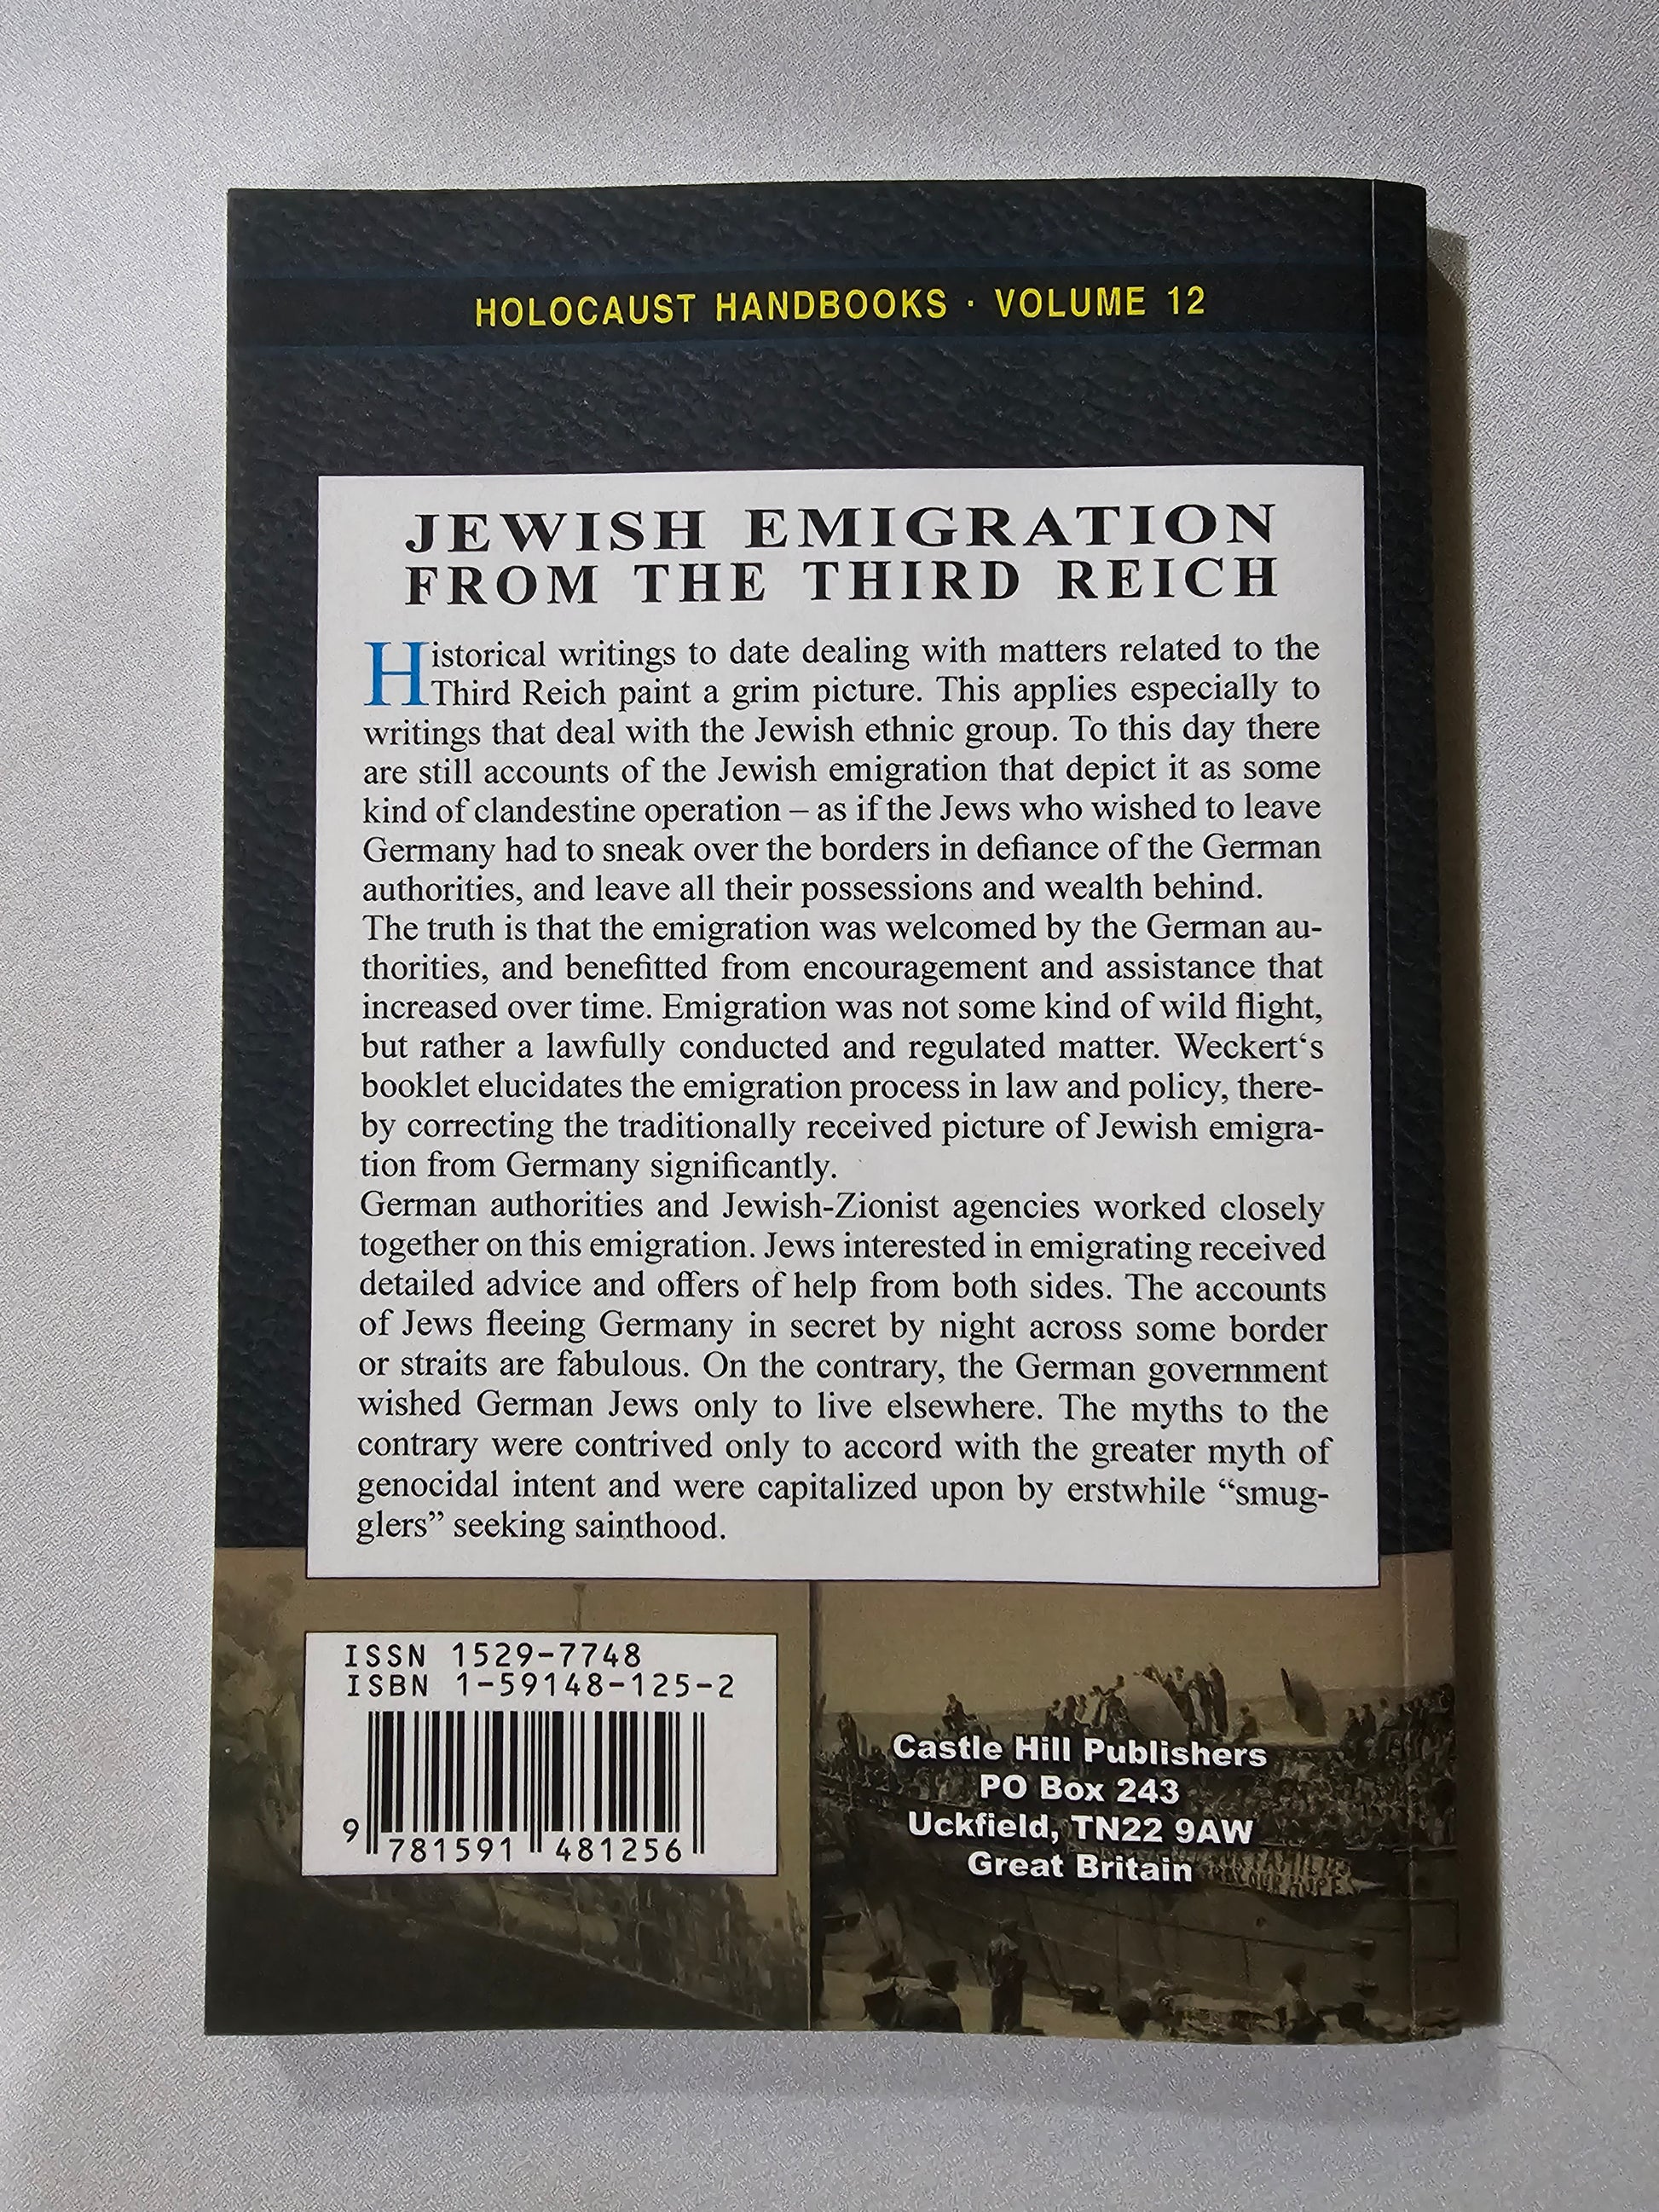 HOLOCAUST HANDBOOKS · VOLUME 12
JEWISH EMIGRATION
FROM THE THIRD REICH
Historical writings to date dealing with matters related to the
Third Reich paint a grim picture. This applies especially to
writings that deal with the Jewish ethnic group. To this day there
are still accounts of the Jewish emigration that depict it as some
kind of clandestine operation – as if the Jews who wished to leave
Germany had to sneak over the borders in defiance of the German
authorities, and leave all their possessions and wealth behind.
The truth is that the emigration was welcomed by the German au-
thorities, and benefitted from encouragement and assistance that
increased over time. Emigration was not some kind of wild flight,
but rather a lawfully conducted and regulated matter. Weckert‘s
booklet elucidates the emigration process in law and policy, there-
by correcting the traditionally received picture of Jewish emigra-
tion from Germany significantly.
German authorities and Jewish-Zionist agencies worked closely
together on this emigration. Jews interested in emigrating received
detailed advice and offers of help from both sides. The accounts
of Jews fleeing Germany in secret by night across some border
or straits are fabulous. On the contrary, the German government
wished German Jews only to live elsewhere. The myths to the
contrary were contrived only to accord with the greater myth of
genocidal intent and were capitalized upon by erstwhile “smug-
glers” seeking sainthood.
ISSN 1529-7748
ISBN 1-59148-125-2
9 781591 481256
Castle Hill Publishers
PO Box 243
Uckfield, TN22 9AW
Great Britain